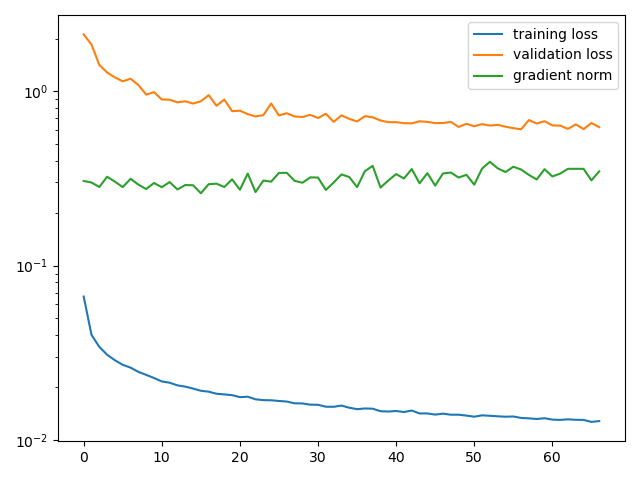 training loss
validation loss
gradient norm
10⁰
10⁻¹
10⁻²
0 10 20 30 40 50 60